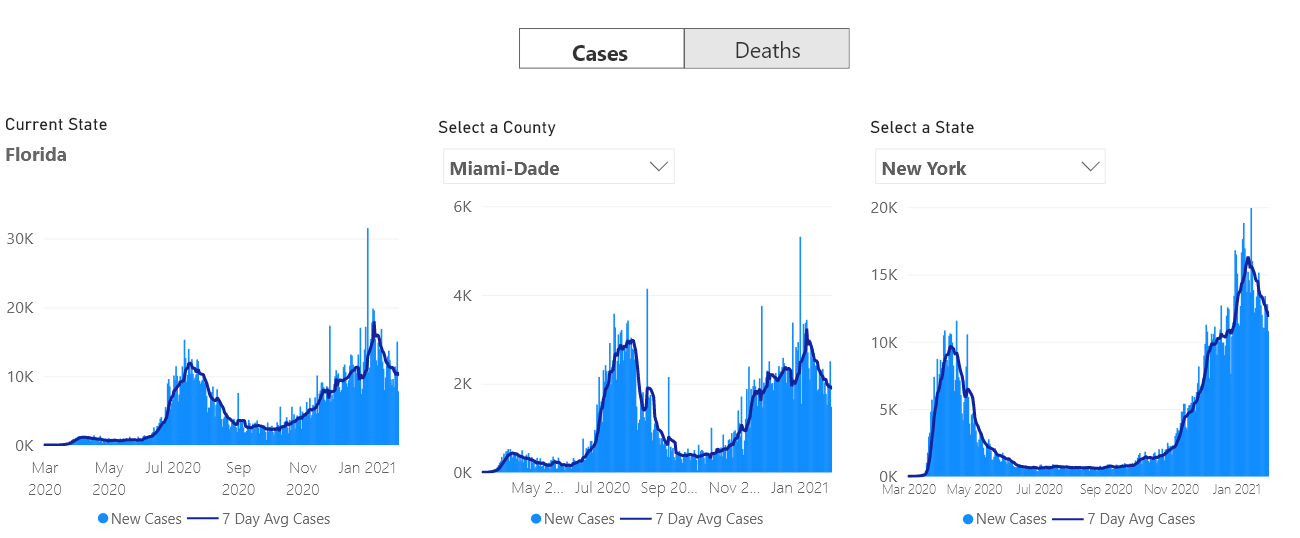 Cases Deaths
Current State
Florida
30K
20K
10K
0K
Mar 2020
May 2020
Jul 2020
Sep 2020
Nov 2020
Jan 2021
New Cases 7 Day Avg Cases
Select a County
Miami-Dade
6K
4K
2K
0K
May 2... Jul 2020 Sep 20... Nov 2... Jan 2021
New Cases 7 Day Avg Cases
Select a State
New York
20K
15K
10K
5K
0K
Mar 2020 May 2020 Jul 2020 Sep 2020 Nov 2020 Jan 2021
New Cases 7 Day Avg Cases